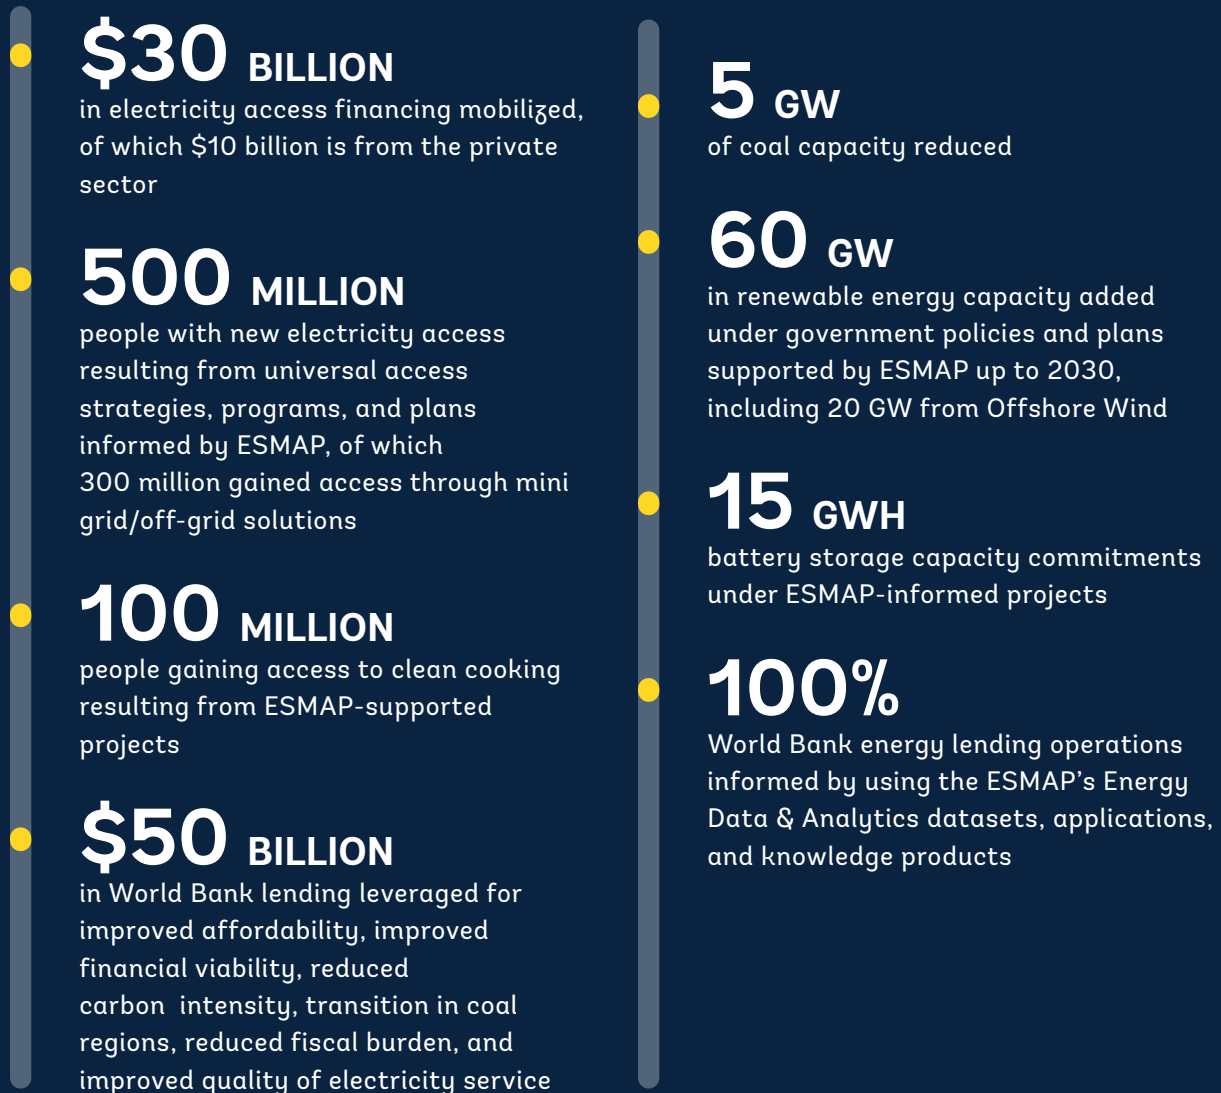 $30 BILLION
in electricity access financing mobilized,
of which $10 billion is from the private
sector
500 MILLION
people with new electricity access
resulting from universal access
strategies, programs, and plans
informed by ESMAP, of which
300 million gained access through mini
grid/off-grid solutions
100 MILLION
people gaining access to clean cooking
resulting from ESMAP-supported
projects
$50 BILLION
in World Bank lending leveraged for
improved affordability, improved
financial viability, reduced
carbon  intensity, transition in coal
regions, reduced fiscal burden, and
improved quality of electricity service
5 GW
of coal capacity reduced
60 GW
in renewable energy capacity added
under government policies and plans
supported by ESMAP up to 2030,
including 20 GW from Offshore Wind
15 GWH
battery storage capacity commitments
under ESMAP-informed projects
100%
World Bank energy lending operations
informed by using the ESMAP’s Energy
Data & Analytics datasets, applications,
and knowledge products